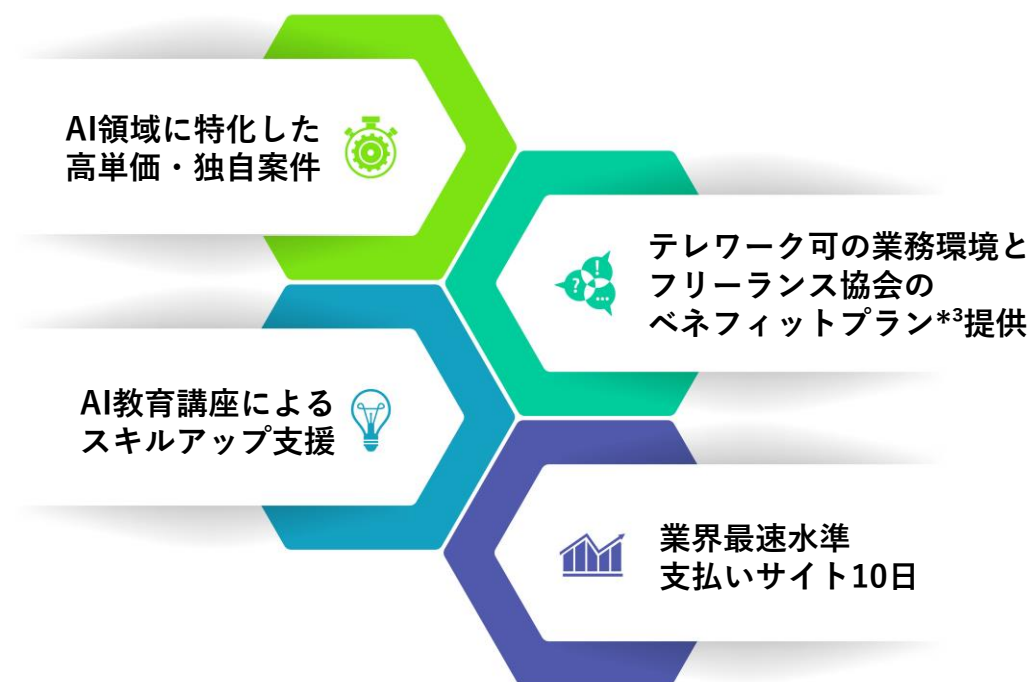 AI領域に特化した
高単価・独自案件
テレワーク可の業務環境と
フリーランス協会の
ベネフィットプラン*3提供
AI教育講座による
スキルアップ支援
業界最速水準
支払いサイト10日